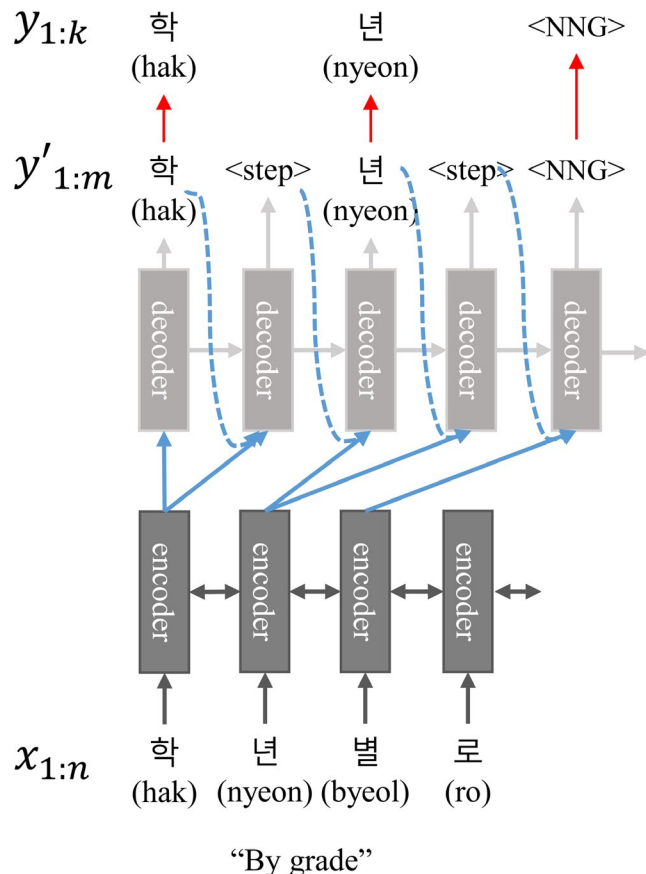 y1:k 학 년 <NNG>
(hak) (nyeon)
y′1:m 학 <step> 년 <step> <NNG>
(hak) (nyeon)
decoder decoder decoder decoder decoder
encoder encoder encoder encoder
x1:n 학 년 별 로
(hak) (nyeon) (byeol) (ro)
“By grade”